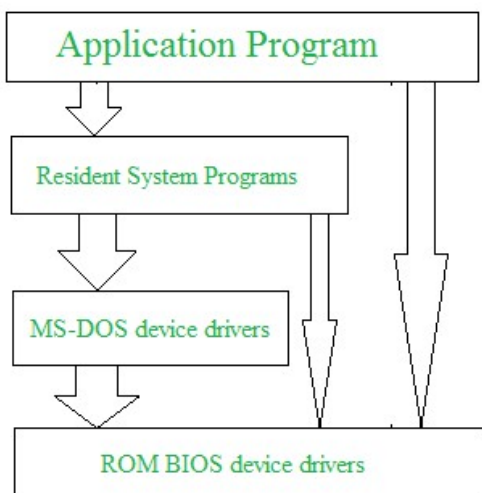 Application Program
Resident System Programs
MS-DOS device drivers
ROM BIOS device drivers